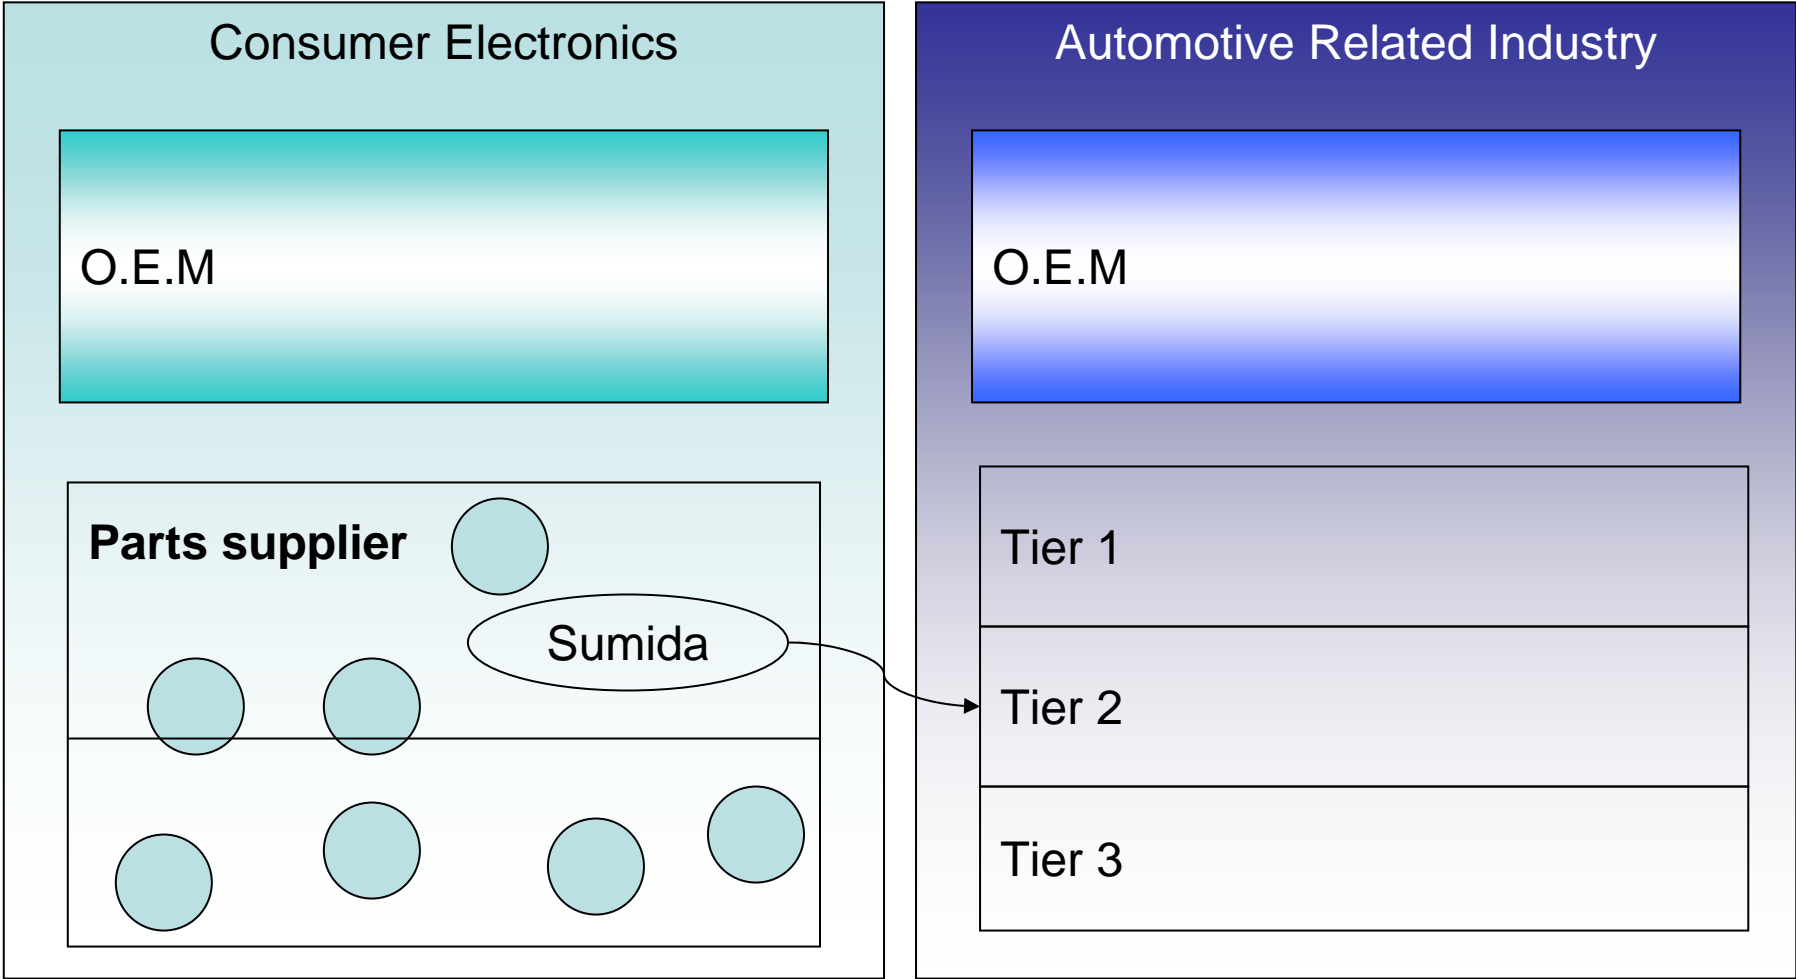 Consumer Electronics
O.E.M
Parts supplier
Sumida
Automotive Related Industry
O.E.M
Tier 1
Tier 2
Tier 3